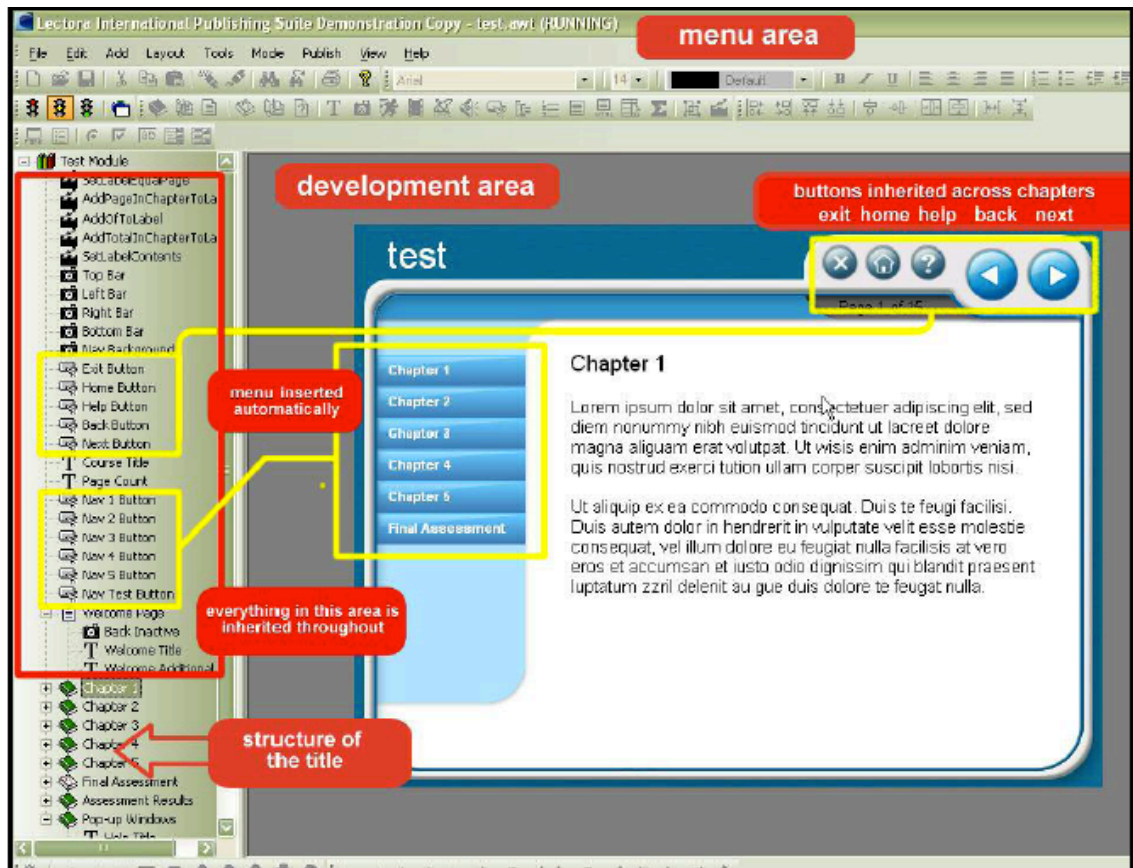 Lectora International Publishing Suite Demonstration Copy - test.awt (RUNNING)
menu area
File Edit Add Layout Tools Mode Publish View Help
Arial 14 Default B I U
Test Module
SetLabelEqualPage
AddPageInChapterToLa
AddOfToLabel
AddTotalInChapterToLa
SetLabelContents
Top Bar
Left Bar
Right Bar
Bottom Bar
Nav Background
Exit Button
Home Button
Help Button
Back Button
Next Button
Course Title
Page Count
Nav 1 Button
Nav 2 Button
Nav 3 Button
Nav 4 Button
Nav 5 Button
Nav Test Button
Welcome Page
Back Inactive
Welcome Title
Welcome Additional
Chapter 1
Chapter 2
Chapter 3
Chapter 4
Chapter 5
Final Assessment
Assessment Results
Pop-up Windows
Help Title
development area
buttons inherited across chapters
exit home help back next
test
Page 1 of 15
menu inserted
automatically
Chapter 1
Chapter 2
Chapter 3
Chapter 4
Chapter 5
Final Assessment
Chapter 1
Lorem ipsum dolor sit amet, consectetuer adipiscing elit, sed
diem nonummy nibh euismod tincidunt ut lacreet dolore
magna aliguam erat volutpat. Ut wisis enim adminim veniam,
quis nostrud exerci tution ullam corper suscipit lobortis nisi.
Ut aliquip ex ea commodo consequat. Duis te feugi facilisi.
Duis autem dolor in hendrerit in vulputate velit esse molestie
consequat, vel illum dolore eu feugiat nulla facilisis at vero
eros et accumsan et iusto odio dignissim qui blandit praesent
luptatum zzril delenit au gue duis dolore te feugat nulla.
everything in this area is
inherited throughout
structure of
the title